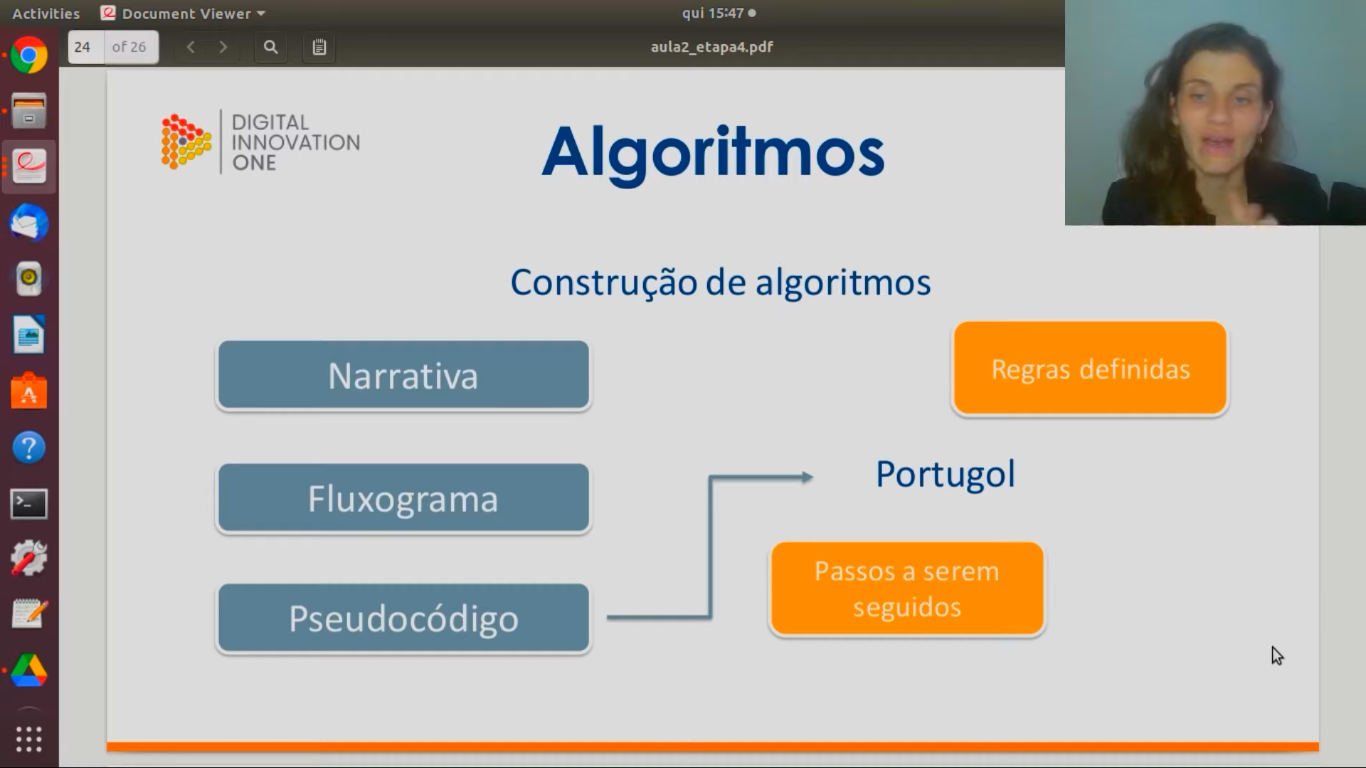 Activities
Document Viewer
qui 15:47
24 of 26
aula2_etapa4.pdf
DIGITAL
INNOVATION
ONE
Algoritmos
Construção de algoritmos
Narrativa
Regras definidas
Fluxograma
Portugol
Passos a serem
seguidos
Pseudocódigo